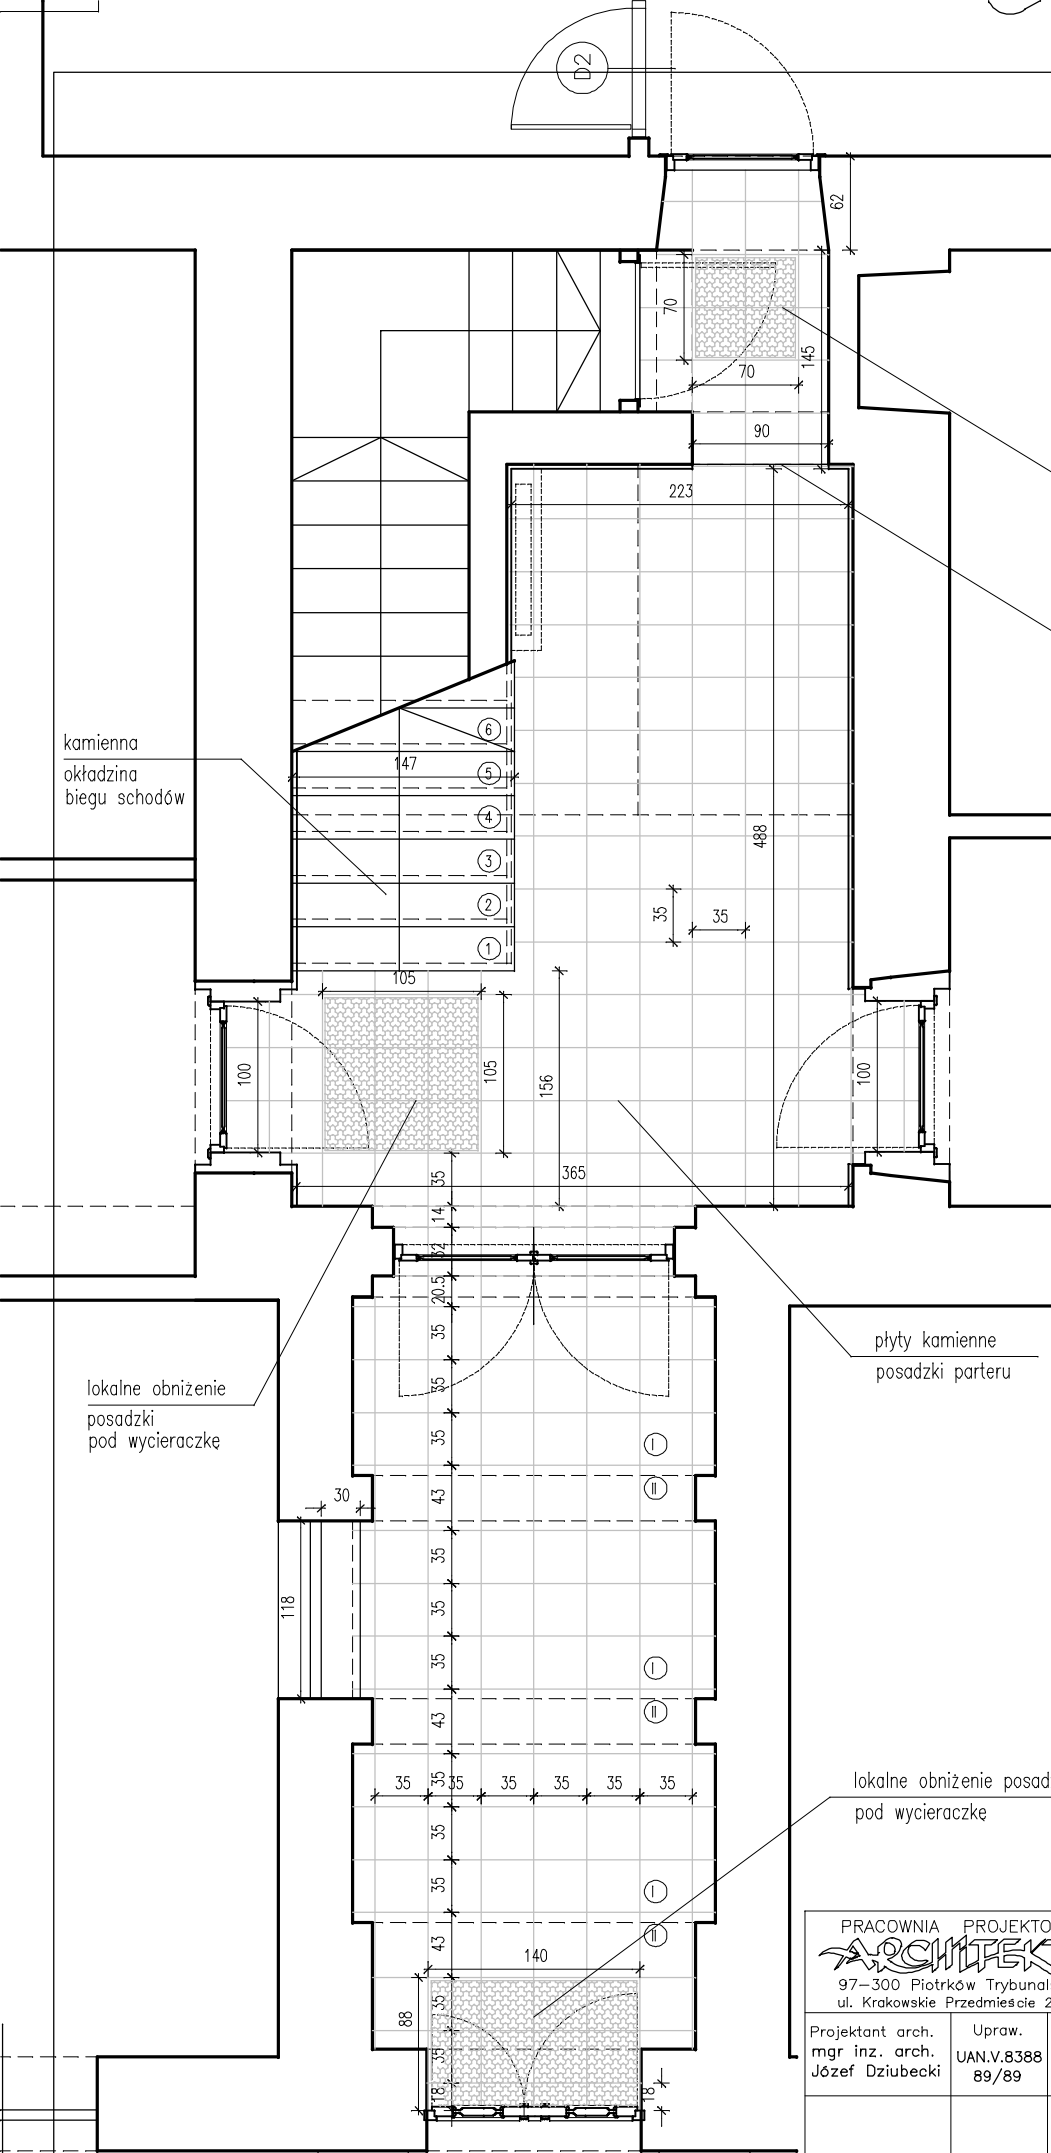 D2
62
70
145
70
90
223
kamienna
okładzina
biegu schodów
6
147
5
4
488
3
35
35
2
1
105
100
105
156
100
35
365
14
32
20.5
35
płyty kamienne
posadzki parteru
35
lokalne obniżenie
posadzki
pod wycieraczkę
35
I
II
30
43
35
118
35
35
I
II
43
35
35 35 35 35 35 35
lokalne obniżenie posad
pod wycieraczkę
35
35
I
II
43
140
PRACOWNIA PROJEKTO
ARCHITEK
97-300 Piotrków Trybunal
ul. Krakowskie Przedmieście 2
88
35
35
18
18
Projektant arch.
mgr inz. arch.
Józef Dziubecki
Upraw.
UAN.V.8388
89/89